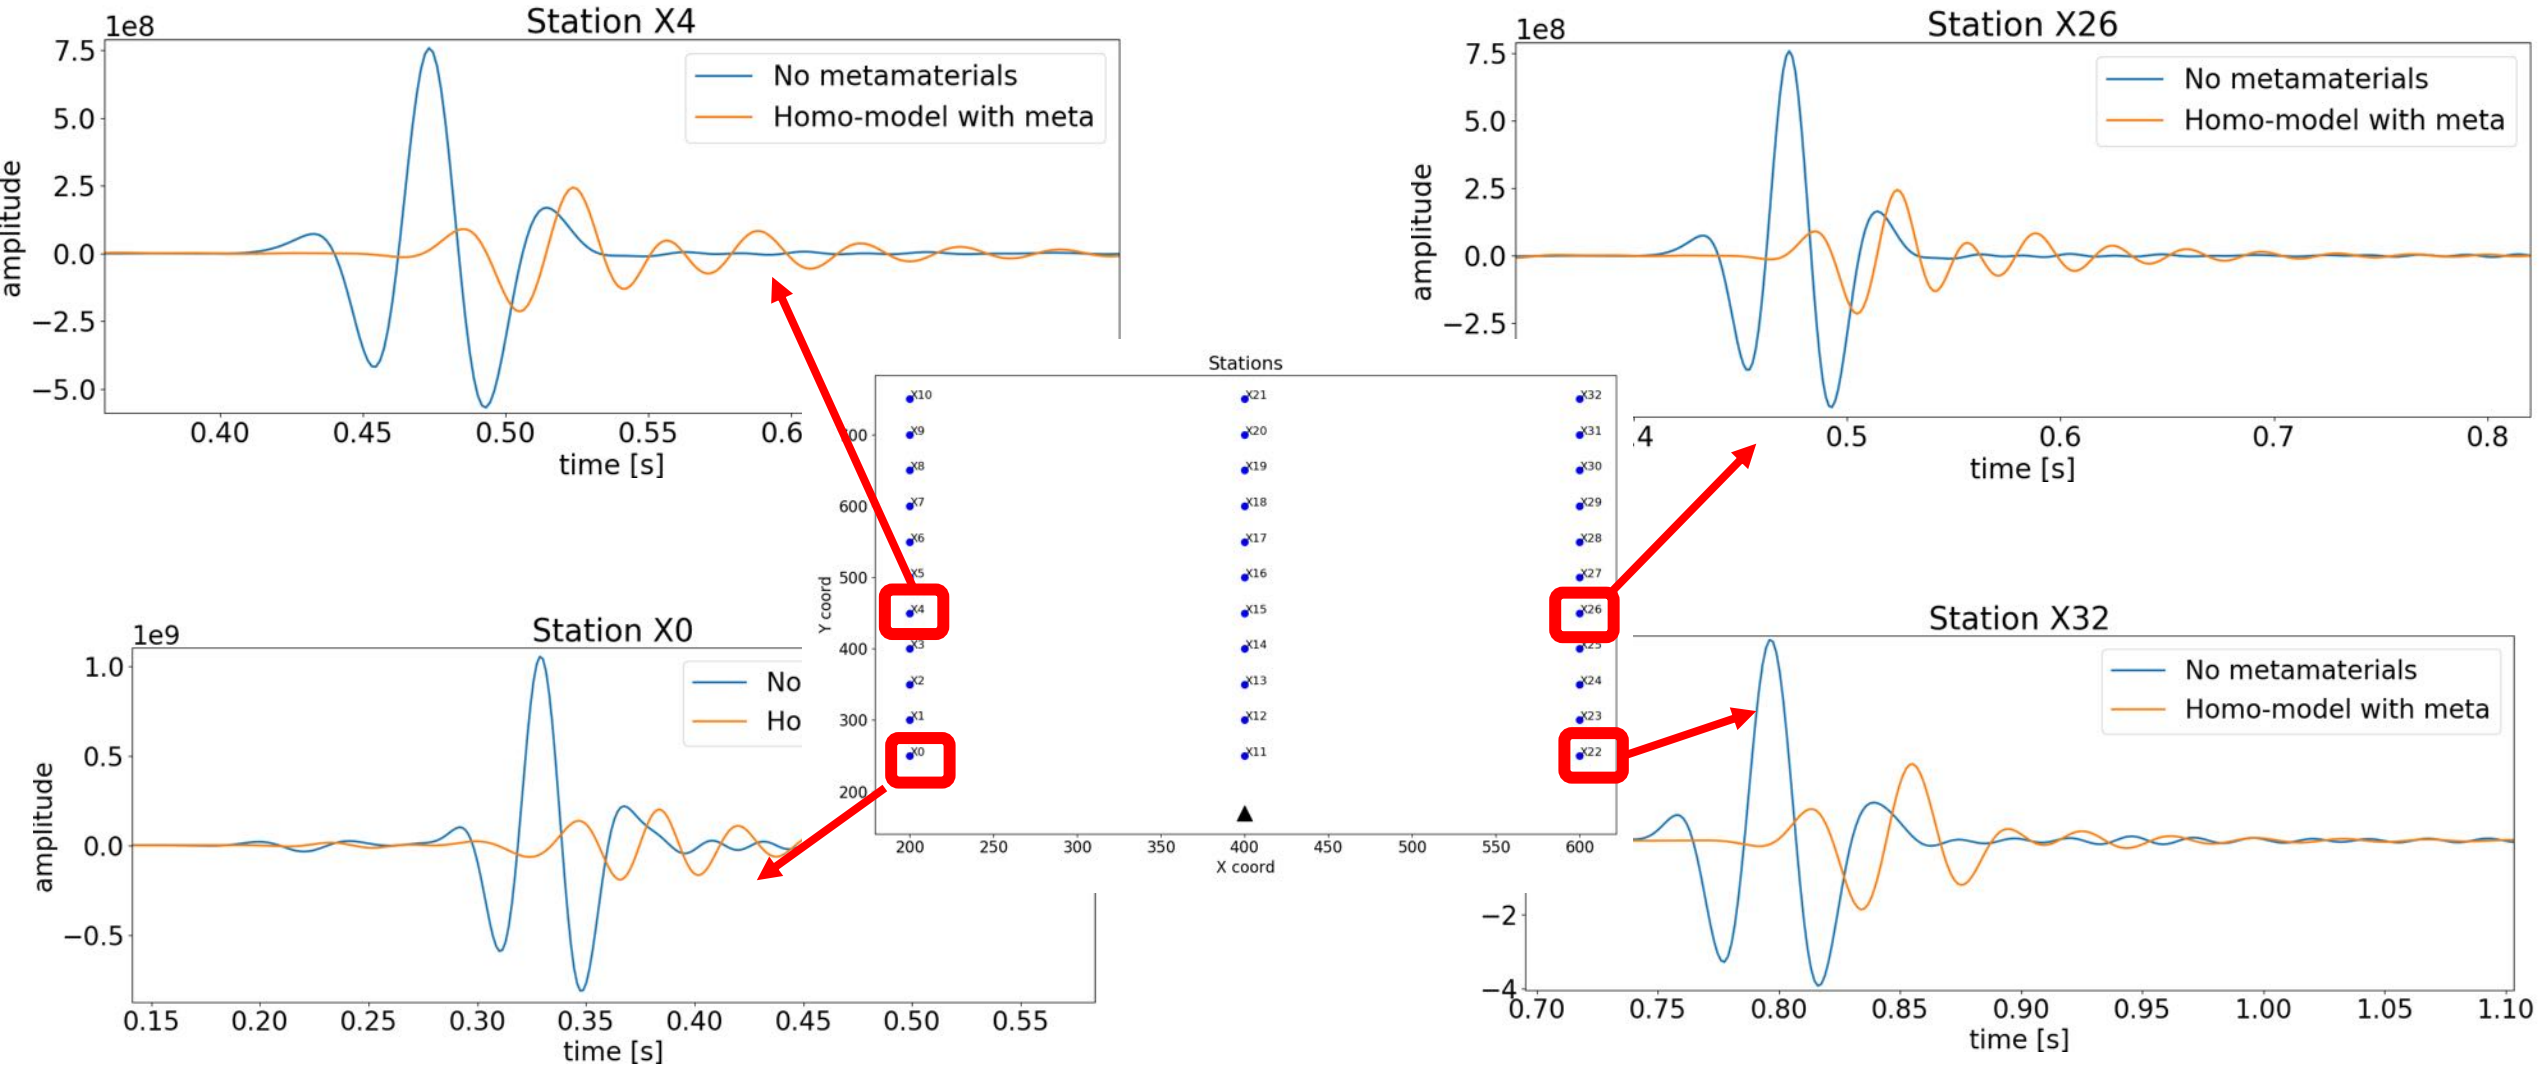 Station X4
1e8
7.5
5.0
2.5
0.0
−2.5
−5.0
amplitude
No metamaterials
Homo-model with meta
0.40
0.45
0.50
0.55
0.6
time [s]
Station X26
1e8
7.5
5.0
2.5
0.0
−2.5
amplitude
No metamaterials
Homo-model with meta
.4
0.5
0.6
0.7
0.8
time [s]
Stations
X10
X21
X32
X9
X20
X31
X8
X19
X30
X7
X18
X29
X6
X17
X28
X5
X16
X27
X4
X15
X26
X3
X14
X25
X2
X13
X24
X1
X12
X23
X0
X11
X22
00
600
500
400
300
200
Y coord
200
250
300
350
400
450
500
550
600
X coord
Station X0
1e9
1.0
0.5
0.0
−0.5
amplitude
No
Ho
0.15
0.20
0.25
0.30
0.35
0.40
0.45
0.50
0.55
time [s]
Station X32
No metamaterials
Homo-model with meta
−2
−4
0.70
0.75
0.80
0.85
0.90
0.95
1.00
1.05
1.10
time [s]